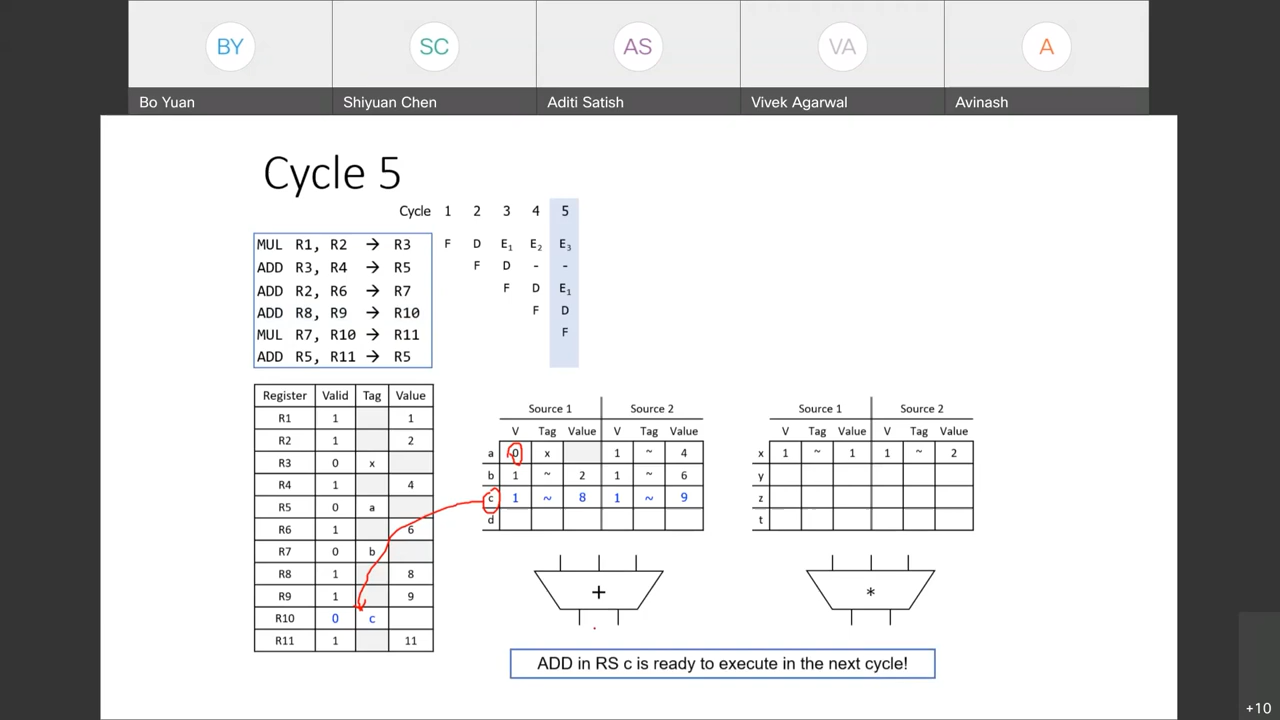 BY SC AS VA A
Bo Yuan Shiyuan Chen Aditi Satish Vivek Agarwal Avinash
Cycle 5
Cycle 1 2 3 4 5
MUL R1, R2 → R3 F D E₁ E₂ E₃
ADD R3, R4 → R5 F D - -
ADD R2, R6 → R7 F D E₁
ADD R8, R9 → R10 F D
MUL R7, R10 → R11 F
ADD R5, R11 → R5
Register Valid Tag Value
R1 1 1
R2 1 2
R3 0 x
R4 1 4
R5 0 a
R6 1 6
R7 0 b
R8 1 8
R9 1 9
R10 0 c
R11 1 11
Source 1 Source 2
V Tag Value V Tag Value
a 0 x 1 ~ 4
b 1 ~ 2 1 ~ 6
c 1 ~ 8 1 ~ 9
d
+
Source 1 Source 2
V Tag Value V Tag Value
x 1 ~ 1 1 ~ 2
y
z
t
*
ADD in RS c is ready to execute in the next cycle!
+10